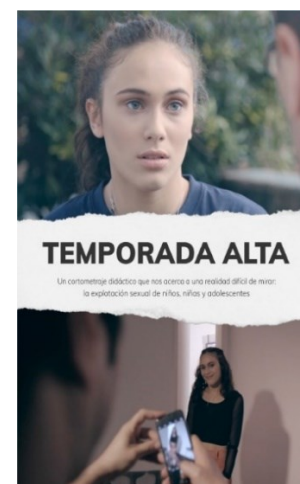 TEMPORADA ALTA
Un cortometraje didáctico que nos acerca a una realidad difícil de mirar:
la explotación sexual de niños, niñas y adolescentes